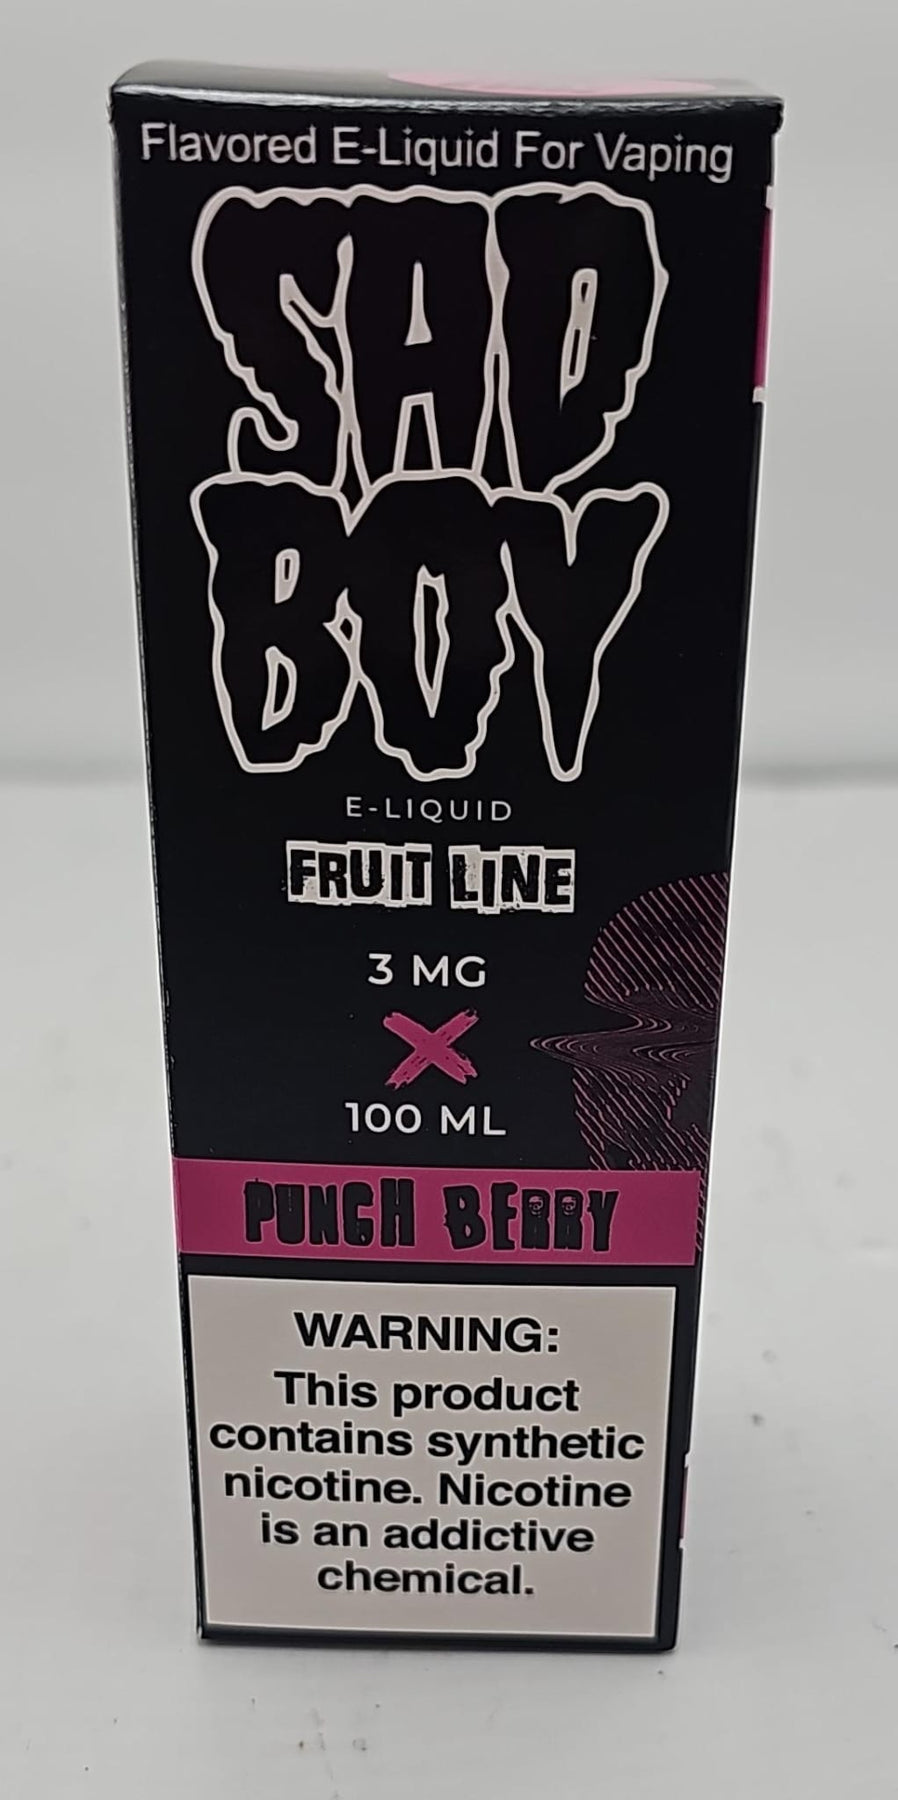 Flavored E-Liquid For Vaping
SAD
BOY
E-LIQUID
FRUIT LINE
3 MG
X
100 ML
PUNCH BERRY
WARNING:
This product
contains synthetic
nicotine. Nicotine
is an addictive
chemical.